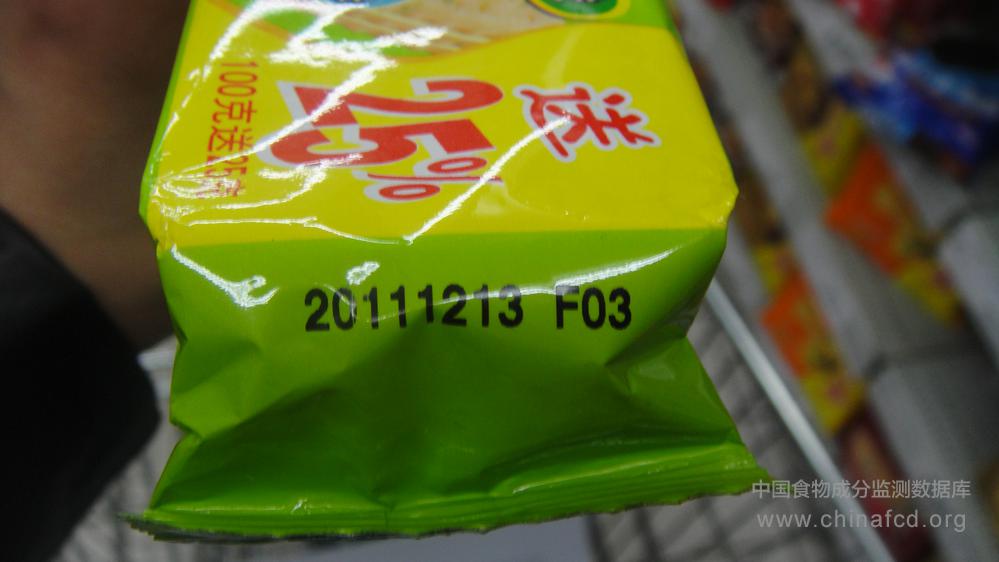 送
25%
100克送25克
20111213 F03
中国食物成分监测数据库
www.chinafcd.org